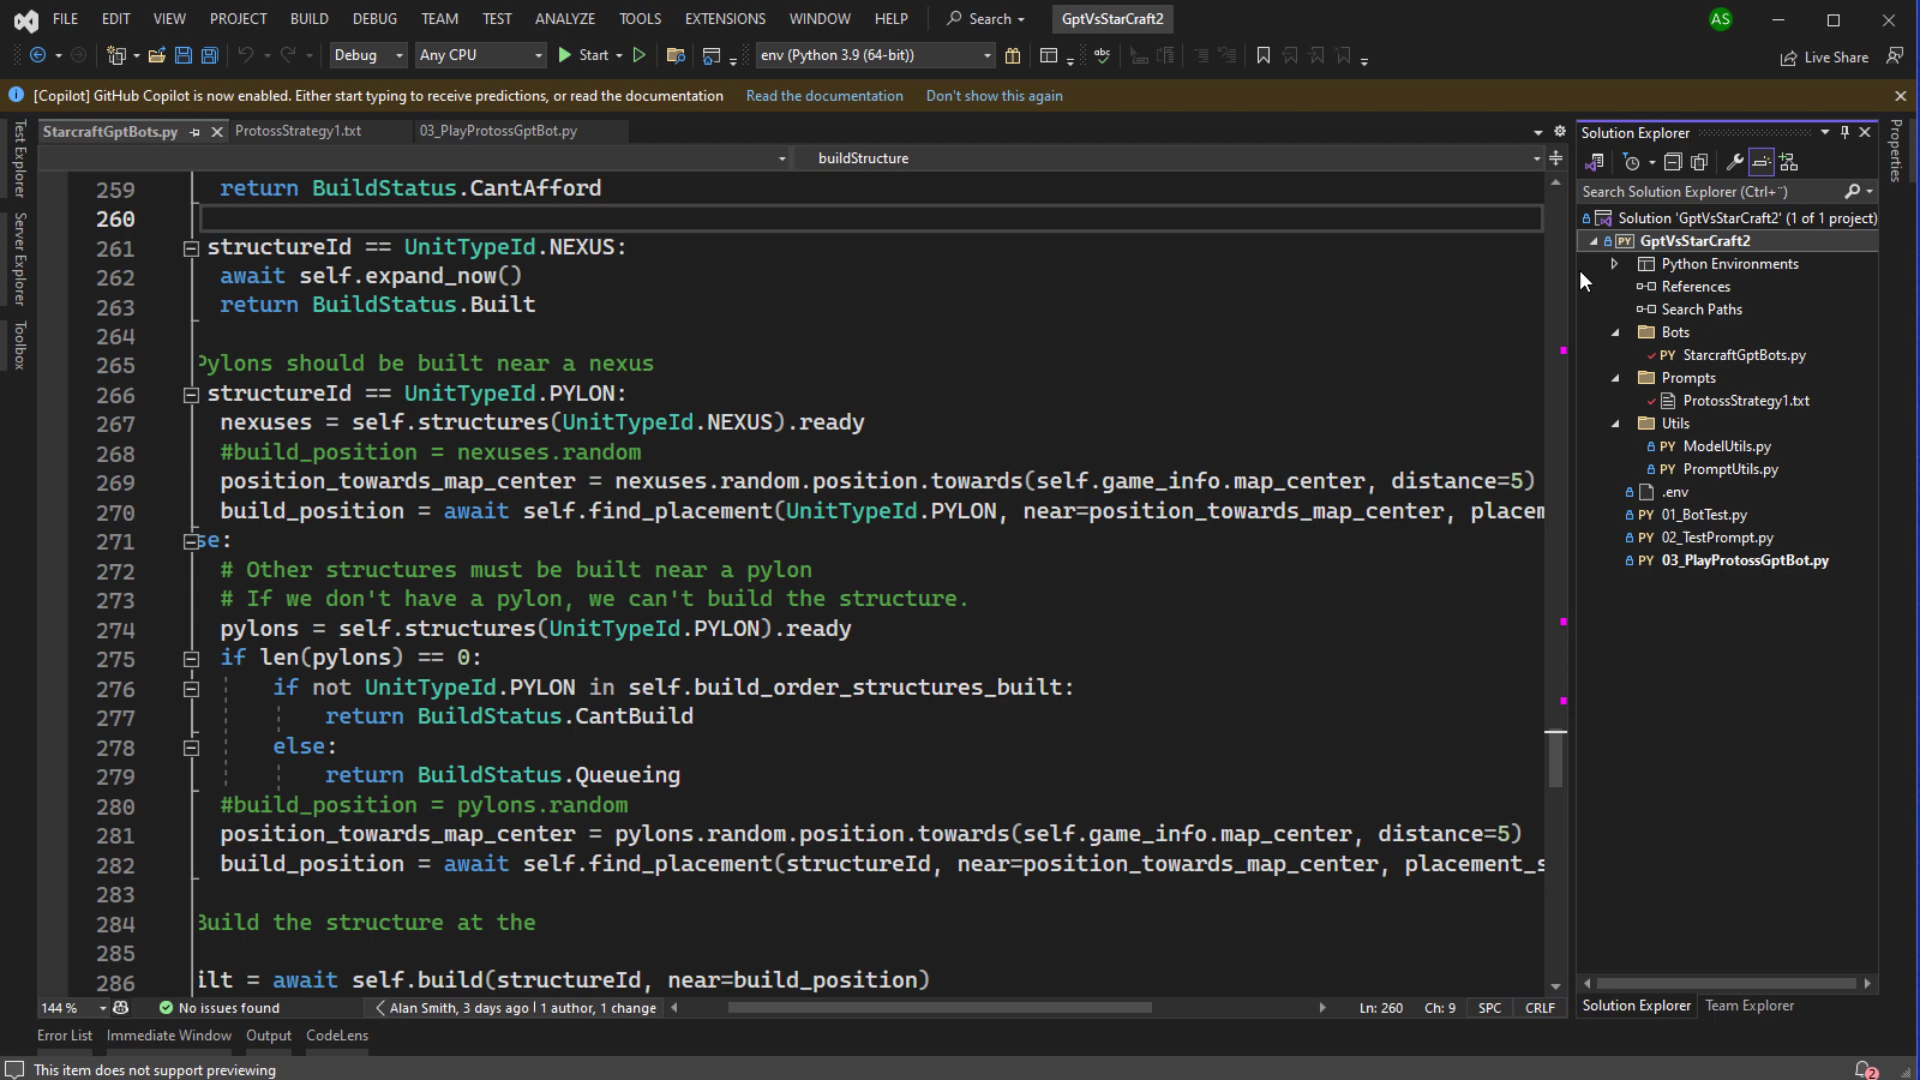 FILE EDIT VIEW PROJECT BUILD DEBUG TEAM TEST ANALYZE TOOLS EXTENSIONS WINDOW HELP Search GptVsStarCraft2 AS
Debug Any CPU Start env (Python 3.9 (64-bit)) abc Live Share
[Copilot] GitHub Copilot is now enabled. Either start typing to receive predictions, or read the documentation Read the documentation Don't show this again
StarcraftGptBots.py ProtossStrategy1.txt 03_PlayProtossGptBot.py
buildStructure
259 return BuildStatus.CantAfford
260
261 structureId == UnitTypeId.NEXUS:
262 await self.expand_now()
263 return BuildStatus.Built
264
265 Pylons should be built near a nexus
266 structureId == UnitTypeId.PYLON:
267 nexuses = self.structures(UnitTypeId.NEXUS).ready
268 #build_position = nexuses.random
269 position_towards_map_center = nexuses.random.position.towards(self.game_info.map_center, distance=5)
270 build_position = await self.find_placement(UnitTypeId.PYLON, near=position_towards_map_center, placem
271 se:
272 # Other structures must be built near a pylon
273 # If we don't have a pylon, we can't build the structure.
274 pylons = self.structures(UnitTypeId.PYLON).ready
275 if len(pylons) == 0:
276 if not UnitTypeId.PYLON in self.build_order_structures_built:
277 return BuildStatus.CantBuild
278 else:
279 return BuildStatus.Queueing
280 #build_position = pylons.random
281 position_towards_map_center = pylons.random.position.towards(self.game_info.map_center, distance=5)
282 build_position = await self.find_placement(structureId, near=position_towards_map_center, placement_s
283
284 Build the structure at the
285
286 ilt = await self.build(structureId, near=build_position)
144 % No issues found Alan Smith, 3 days ago | 1 author, 1 change Ln: 260 Ch: 9 SPC CRLF
Error List Immediate Window Output CodeLens
This item does not support previewing
2
Test Explorer
Server Explorer
Toolbox
Solution Explorer
Search Solution Explorer (Ctrl+¨)
Solution 'GptVsStarCraft2' (1 of 1 project)
PY GptVsStarCraft2
Python Environments
References
Search Paths
Bots
PY StarcraftGptBots.py
Prompts
ProtossStrategy1.txt
Utils
PY ModelUtils.py
PY PromptUtils.py
.env
PY 01_BotTest.py
PY 02_TestPrompt.py
PY 03_PlayProtossGptBot.py
Solution Explorer Team Explorer
Properties